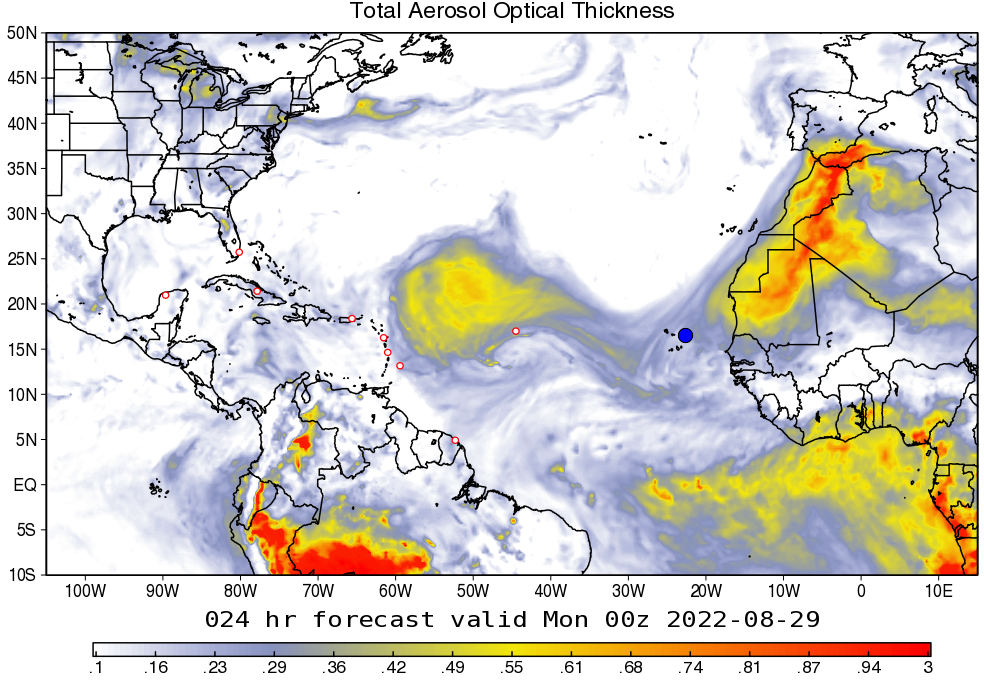 Total Aerosol Optical Thickness
50N
45N
40N
35N
30N
25N
20N
15N
10N
5N
EQ
5S
10S
100W 90W 80W 70W 60W 50W 40W 30W 20W 10W 0 10E
024 hr forecast valid Mon 00z 2022-08-29
.1 .16 .23 .29 .36 .42 .49 .55 .61 .68 .74 .81 .87 .94 3